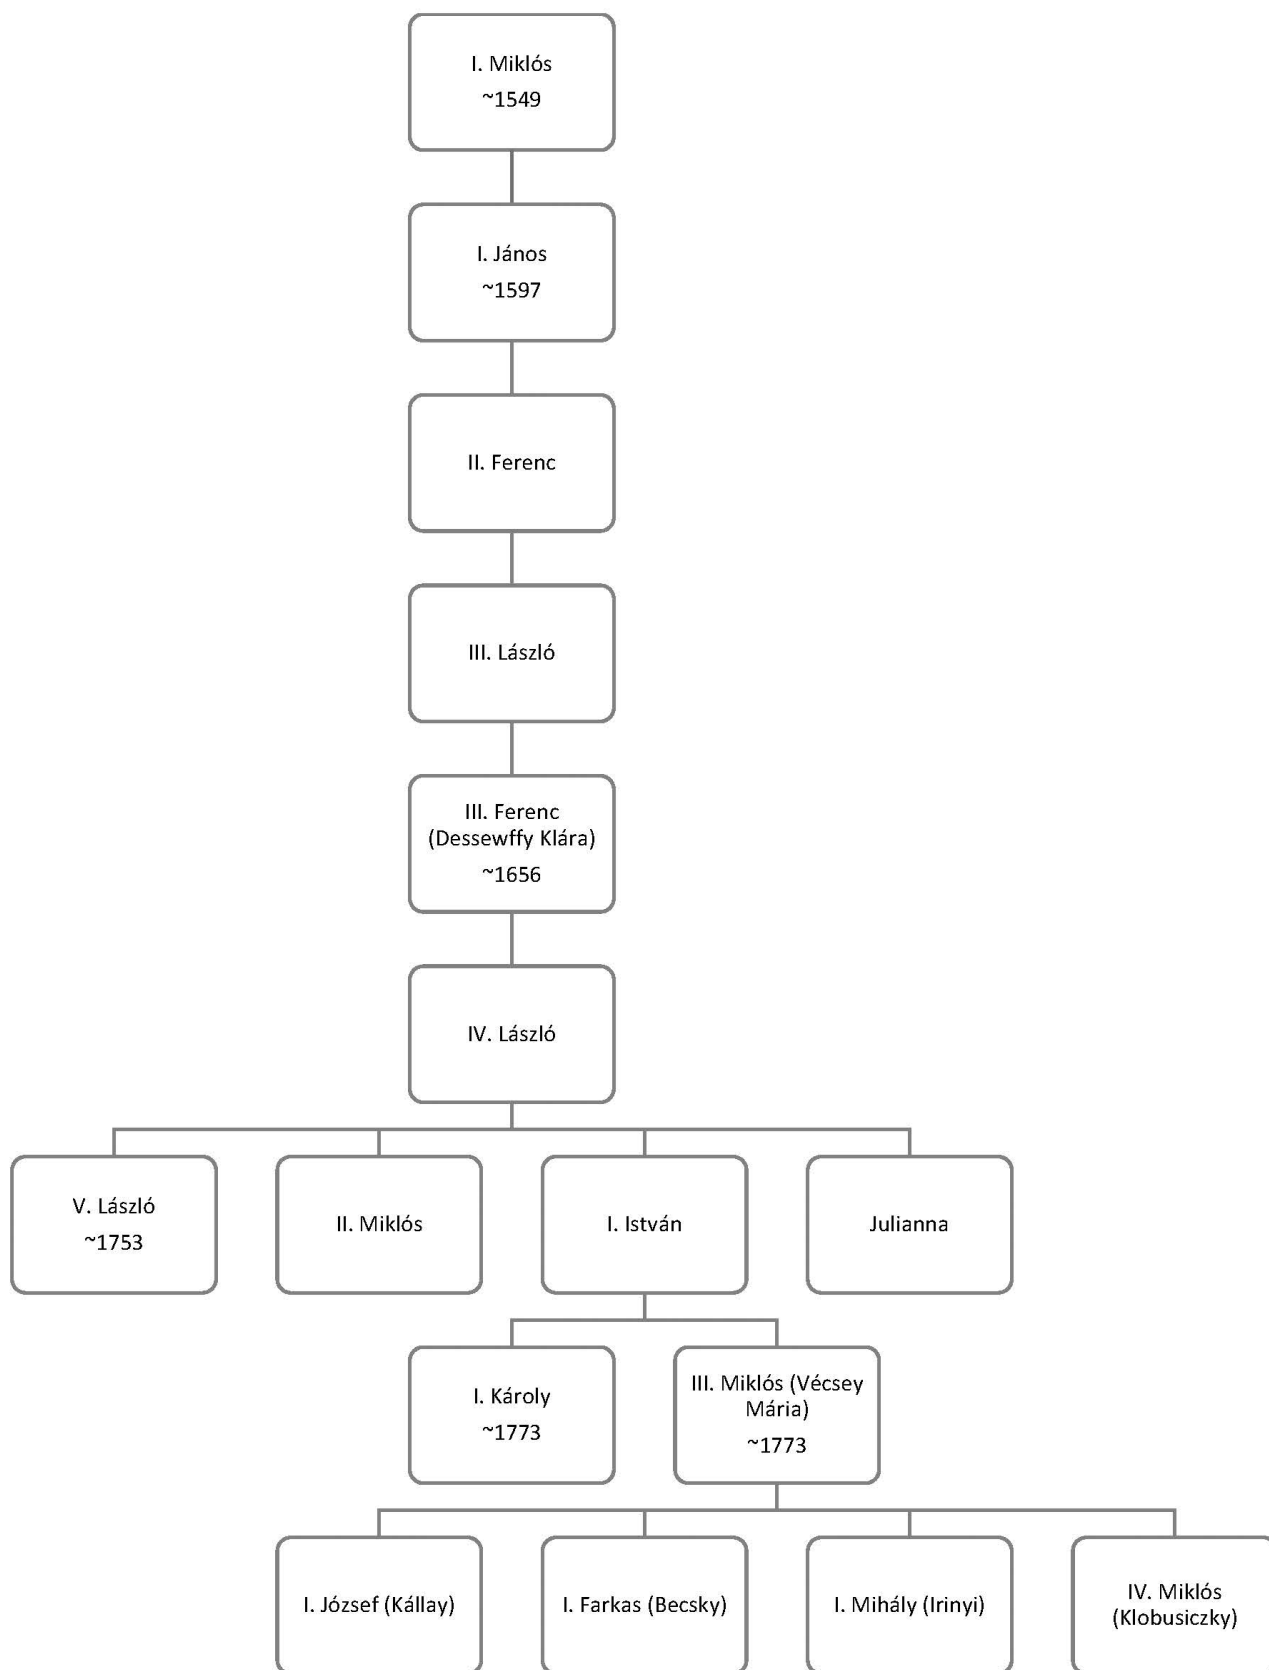 I. Miklós
~1549
I. János
~1597
II. Ferenc
III. László
III. Ferenc
(Dessewffy Klára)
~1656
IV. László
V. László
~1753
II. Miklós
I. István
Julianna
I. Károly
~1773
III. Miklós (Vécsey
Mária)
~1773
I. József (Kállay)
I. Farkas (Becsky)
I. Mihály (Irinyi)
IV. Miklós
(Klobusiczky)